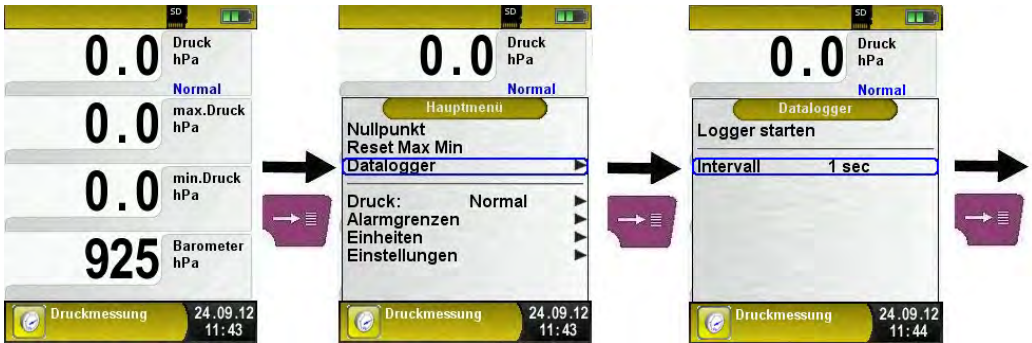 SD
0.0 Druck
hPa
Normal
0.0 max.Druck
hPa
0.0 min.Druck
hPa
925 Barometer
hPa
Druckmessung 24.09.12
11:43
SD
0.0 Druck
hPa
Normal
Hauptmenü
Nullpunkt
Reset Max Min
Datalogger
Druck: Normal
Alarmgrenzen
Einheiten
Einstellungen
Druckmessung 24.09.12
11:43
SD
0.0 Druck
hPa
Normal
Datalogger
Logger starten
Intervall 1 sec
Druckmessung 24.09.12
11:44